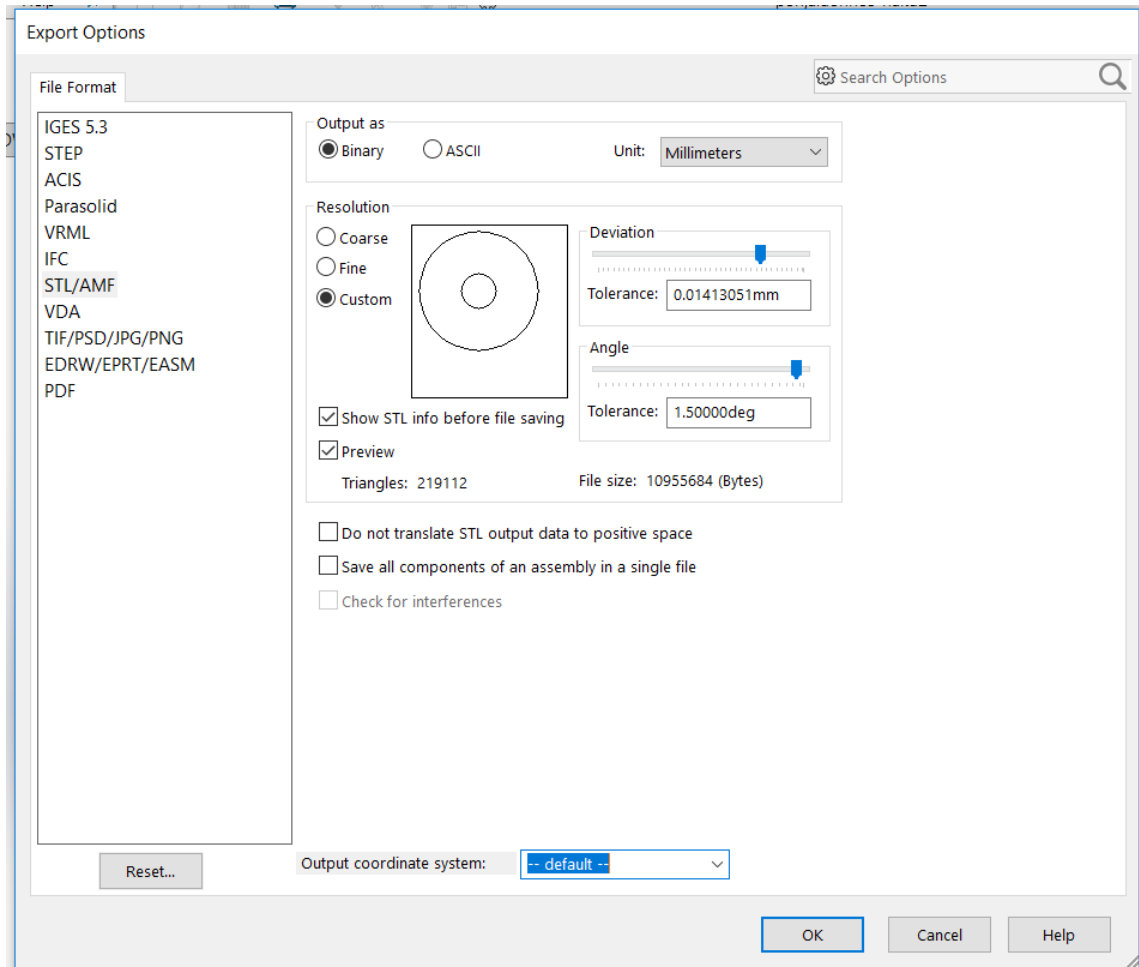 Export Options
Search Options
File Format
IGES 5.3
STEP
ACIS
Parasolid
VRML
IFC
STL/AMF
VDA
TIF/PSD/JPG/PNG
EDRW/EPRT/EASM
PDF
Output as
Binary ASCII Unit: Millimeters
Resolution
Coarse
Fine
Custom
Deviation
Tolerance: 0.01413051mm
Angle
Tolerance: 1.50000deg
Show STL info before file saving
Preview
Triangles: 219112 File size: 10955684 (Bytes)
Do not translate STL output data to positive space
Save all components of an assembly in a single file
Check for interferences
Reset...
Output coordinate system: -- default --
OK Cancel Help